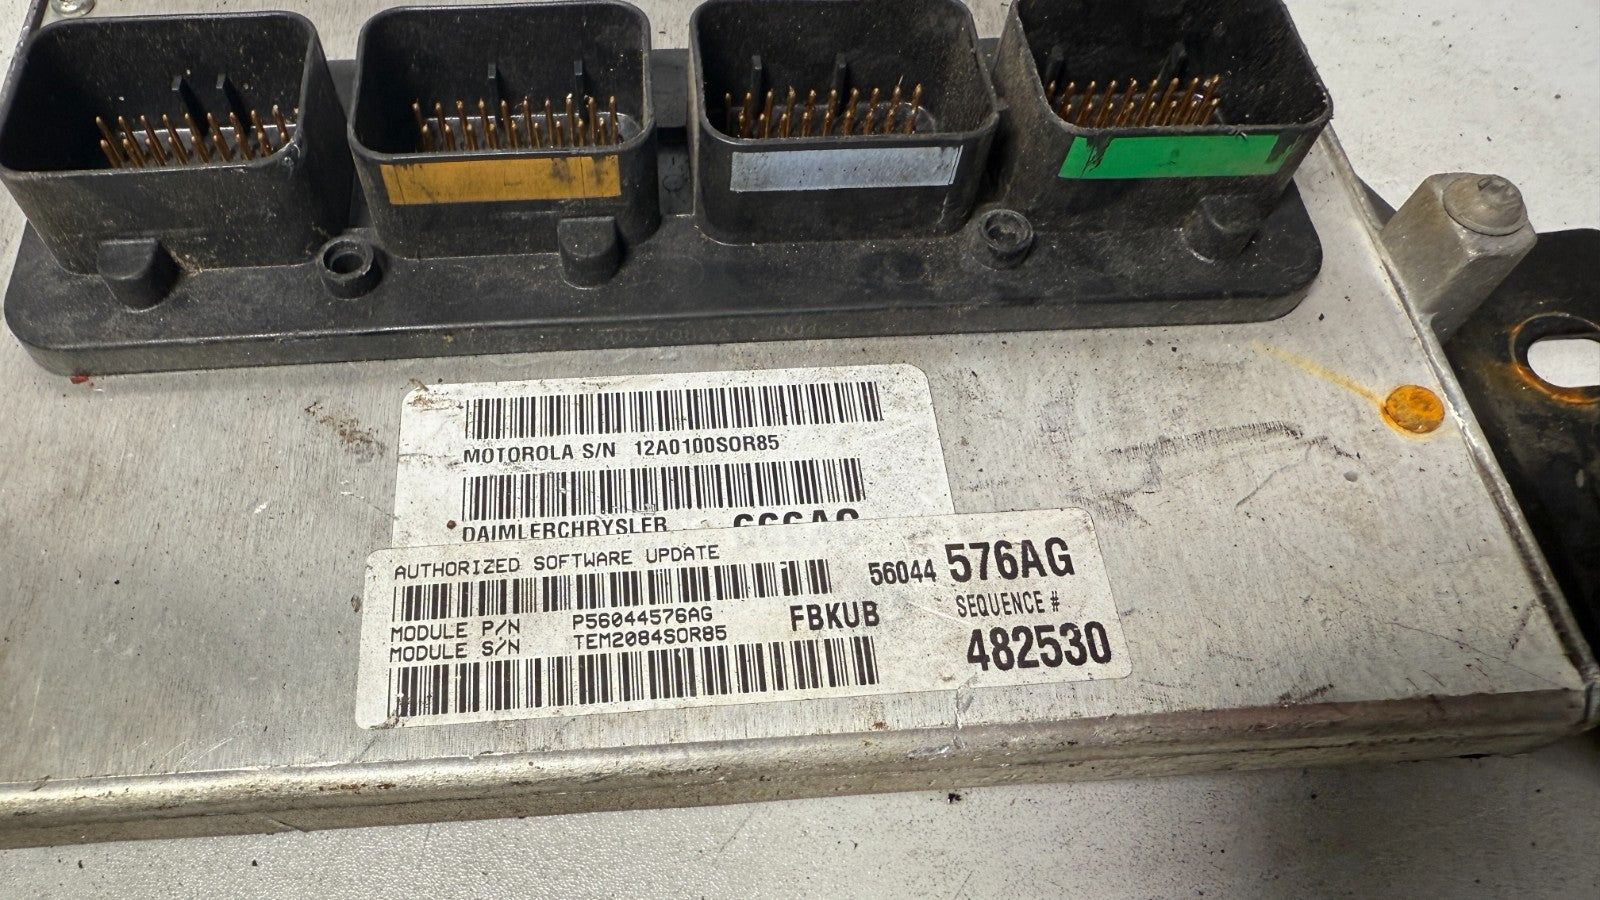 MOTOROLA S/N 12A0100SOR85
DAIMLERCHRYSLER
AUTHORIZED SOFTWARE UPDATE
56044 576AG
MODULE P/N P56044576AG FBKUB
SEQUENCE #
MODULE S/N TEM2084SOR85
482530